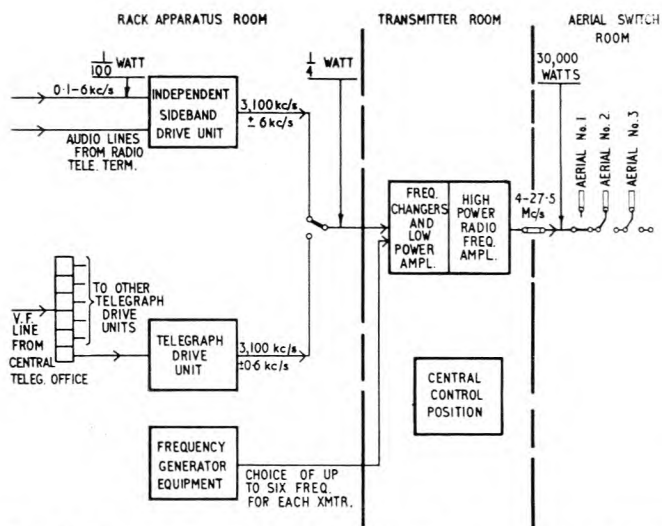 RACK APPARATUS ROOM
TRANSMITTER ROOM
AERIAL SWITCH
ROOM
1/100 WATT
1/4 WATT
30,000
WATTS
0·1-6 kc/s
INDEPENDENT
SIDEBAND
DRIVE UNIT
3,100 kc/s
± 6 kc/s
AUDIO LINES
FROM RADIO
TELE. TERM.
AERIAL No. 1
AERIAL No. 2
AERIAL No. 3
FREQ.
CHANGERS
AND
LOW
POWER
AMPL.
HIGH
POWER
RADIO
FREQ.
AMPL.
4-27·5
Mc/s
V.F.
LINE
FROM
CENTRAL
TELEG. OFFICE
TO OTHER
TELEGRAPH
DRIVE
UNITS
TELEGRAPH
DRIVE
UNIT
3,100 kc/s
±0·6 kc/s
CENTRAL
CONTROL
POSITION
FREQUENCY
GENERATOR
EQUIPMENT
CHOICE OF UP
TO SIX FREQ.
FOR EACH XMTR.